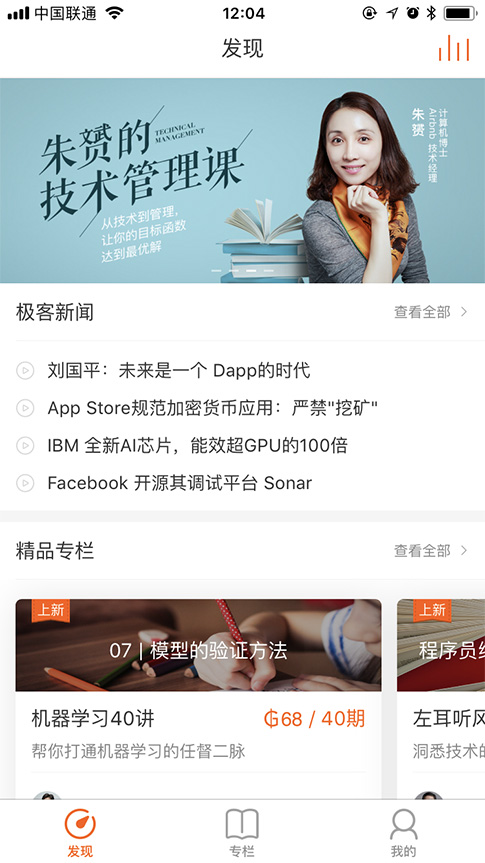 中国联通
12:04
发现
朱赟的
技术管理课
TECHNICAL
MANAGEMENT
从技术到管理，
让你的目标函数
达到最优解
朱赟
计算机博士
Airbnb 技术经理
极客新闻
查看全部
刘国平：未来是一个 Dapp的时代
App Store规范加密货币应用：严禁"挖矿"
IBM 全新AI芯片，能效超GPU的100倍
Facebook 开源其调试平台 Sonar
精品专栏
查看全部
上新
上新
07 | 模型的验证方法
程序员练
机器学习40讲
₲68 / 40期
左耳听风
帮你打通机器学习的任督二脉
洞悉技术的
发现
专栏
我的